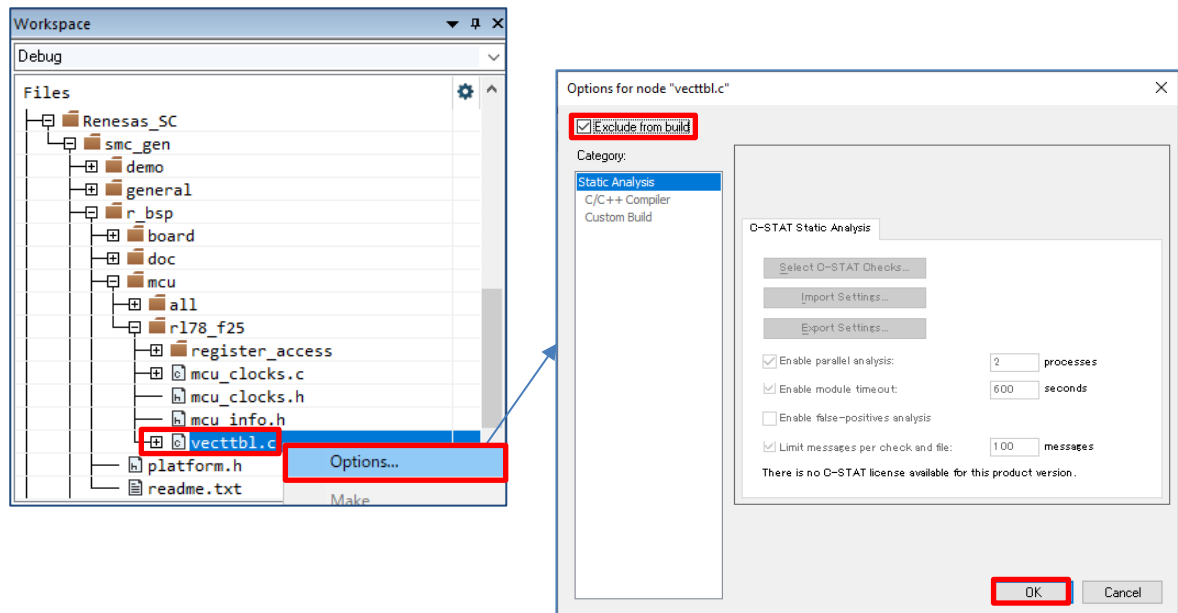 Workspace
Debug
Files
Renesas_SC
smc_gen
demo
general
r_bsp
board
doc
mcu
all
rl78_f25
register_access
mcu_clocks.c
mcu_clocks.h
mcu_info.h
vecttbl.c
platform.h
readme.txt
Options...
Make
Options for node "vecttbl.c"
Exclude from build
Category:
Static Analysis
C/C++ Compiler
Custom Build
C-STAT Static Analysis
Select C-STAT Checks...
Import Settings...
Export Settings...
Enable parallel analysis: 2 processes
Enable module timeout: 600 seconds
Enable false-positives analysis
Limit messages per check and file: 100 messages
There is no C-STAT license available for this product version.
OK Cancel